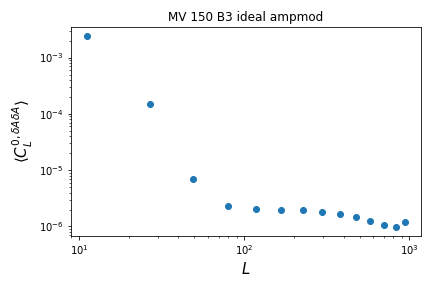 MV 150 B3 ideal ampmod
⟨C_L^{0, δAδA}⟩
10^{-3}
10^{-4}
10^{-5}
10^{-6}
10^1 10^2 10^3
L